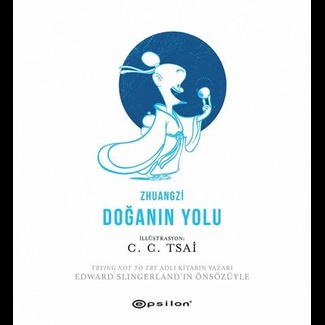 ZHUANGZİ
DOĞANIN YOLU
İLLÜSTRASYON:
C. C. TSAİ
TRYING NOT TO TRY ADLI KİTABIN YAZARI
EDWARD SLINGERLAND'IN ÖNSÖZÜYLE
epsilon®